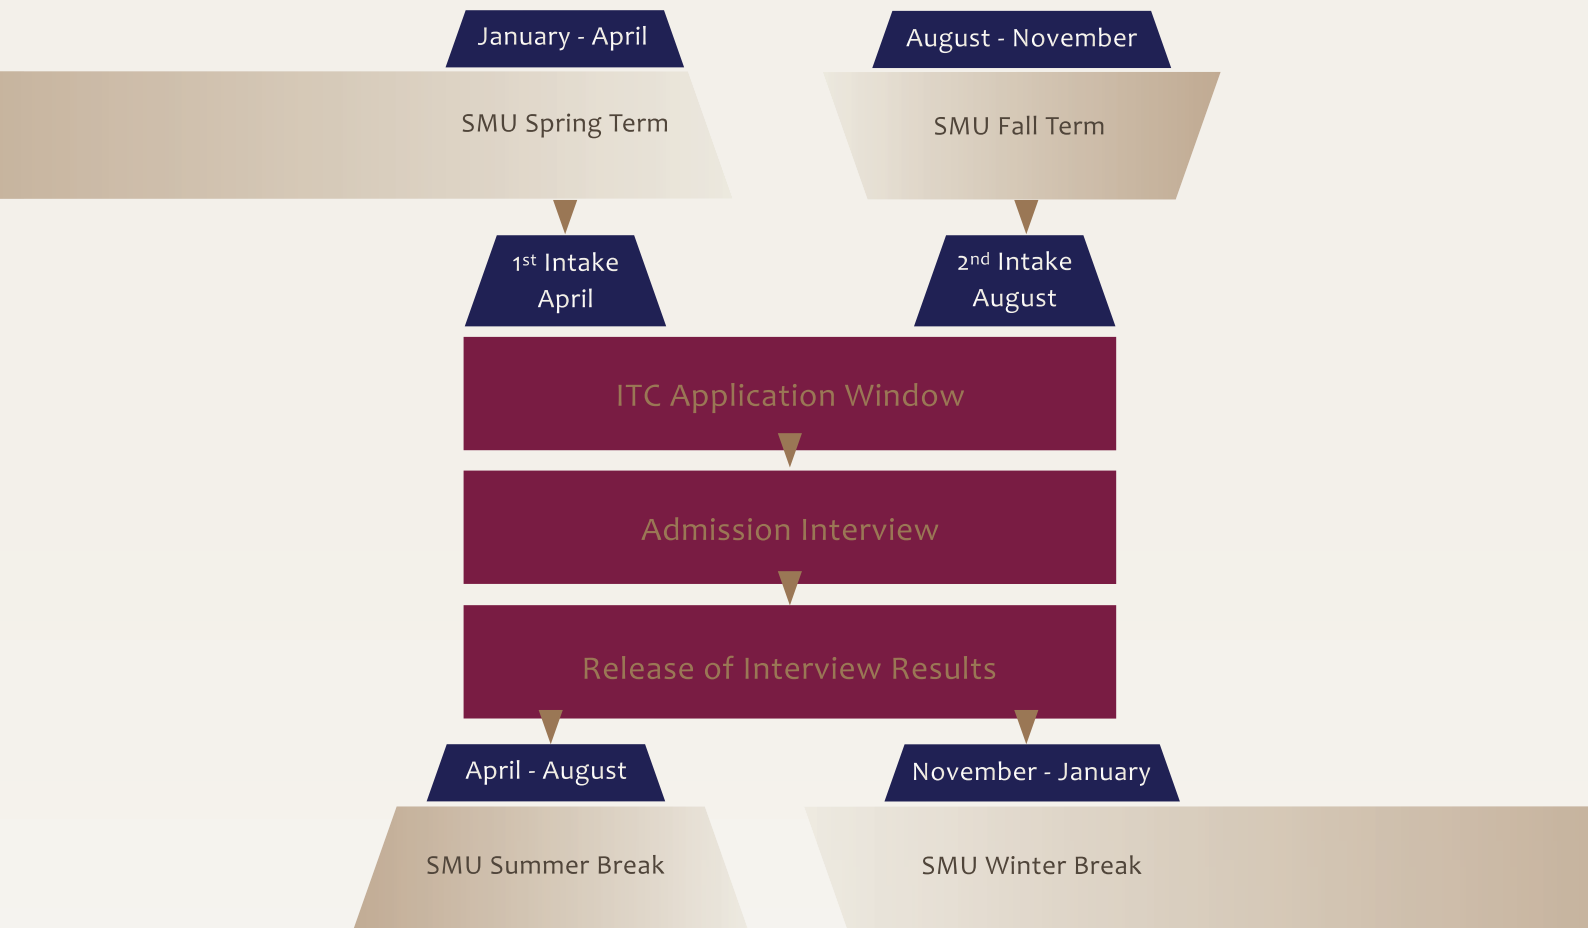 January - April
August - November
SMU Spring Term
SMU Fall Term
1st Intake
April
2nd Intake
August
ITC Application Window
Admission Interview
Release of Interview Results
April - August
November - January
SMU Summer Break
SMU Winter Break